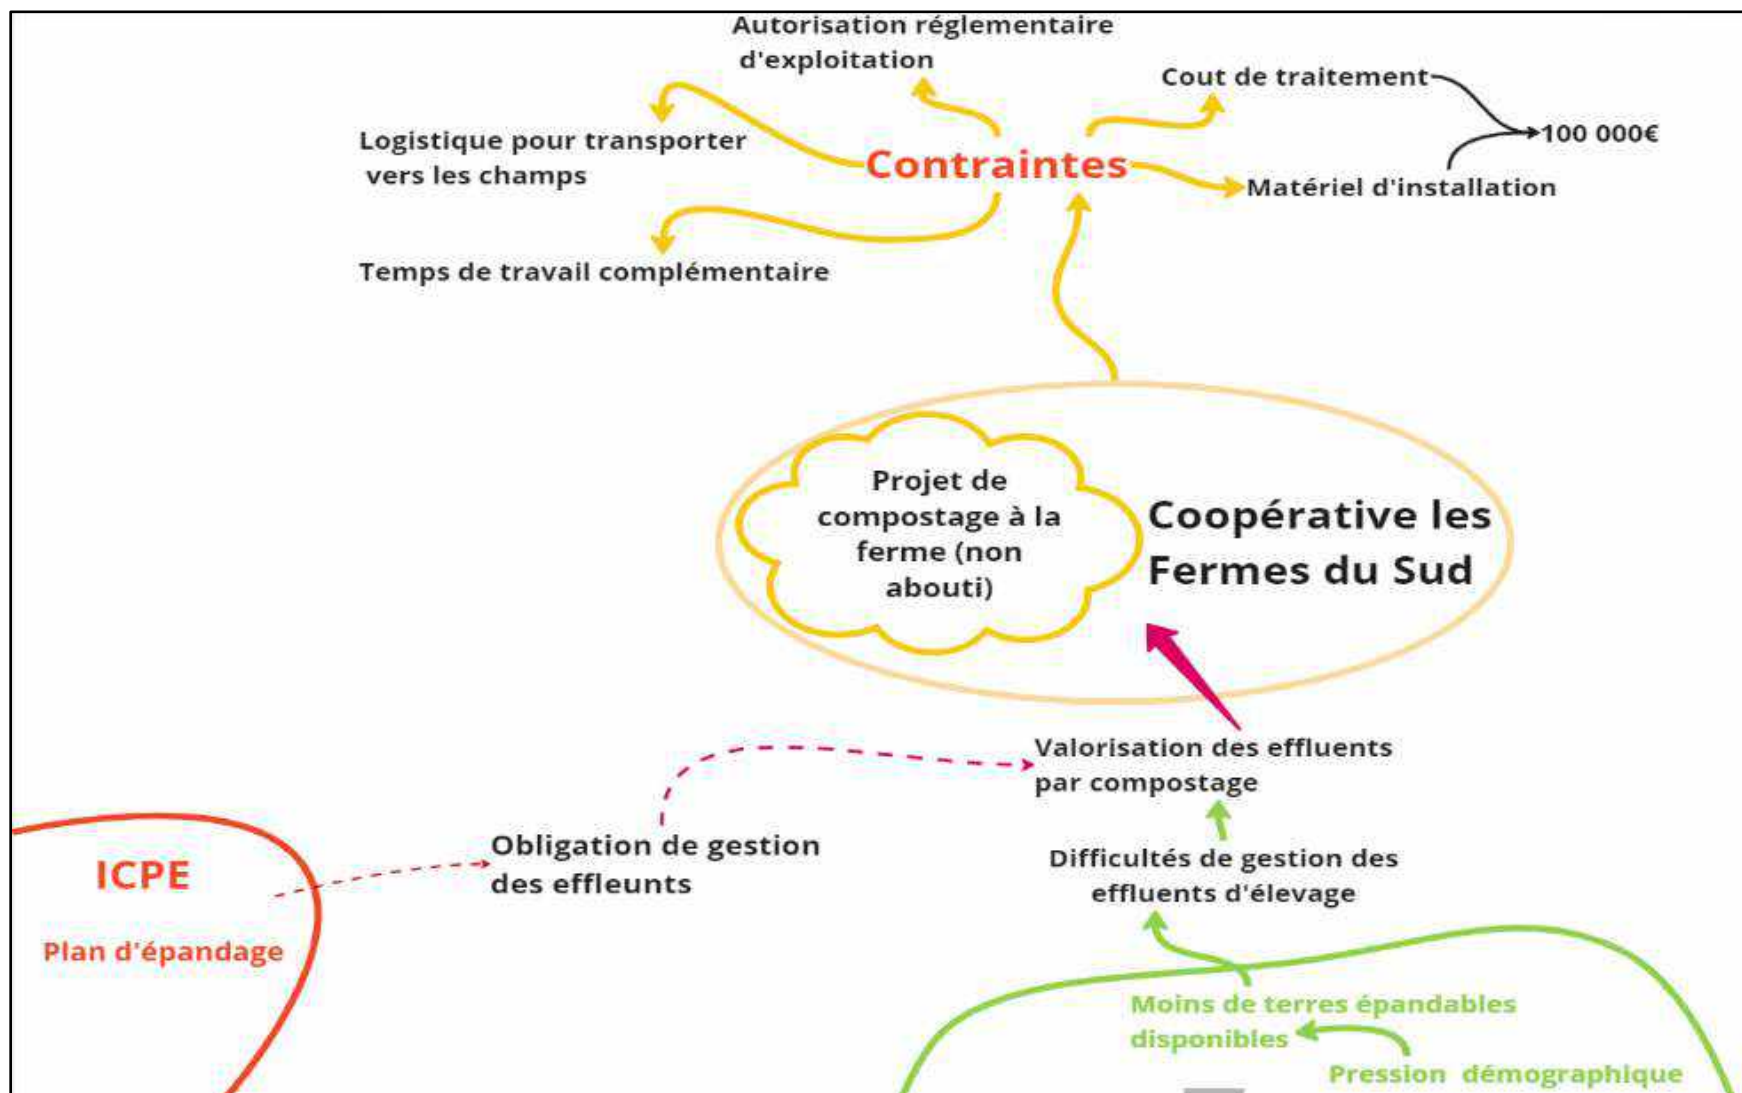 Autorisation réglementaire
d'exploitation
Cout de traitement
100 000€
Logistique pour transporter
vers les champs
Contraintes
Matériel d'installation
Temps de travail complémentaire
Projet de
compostage à la
ferme (non
abouti)
Coopérative les
Fermes du Sud
Valorisation des effluents
par compostage
Obligation de gestion
des effleunts
ICPE
Plan d'épandage
Difficultés de gestion des
effluents d'élevage
Moins de terres épandables
disponibles
Pression démographique